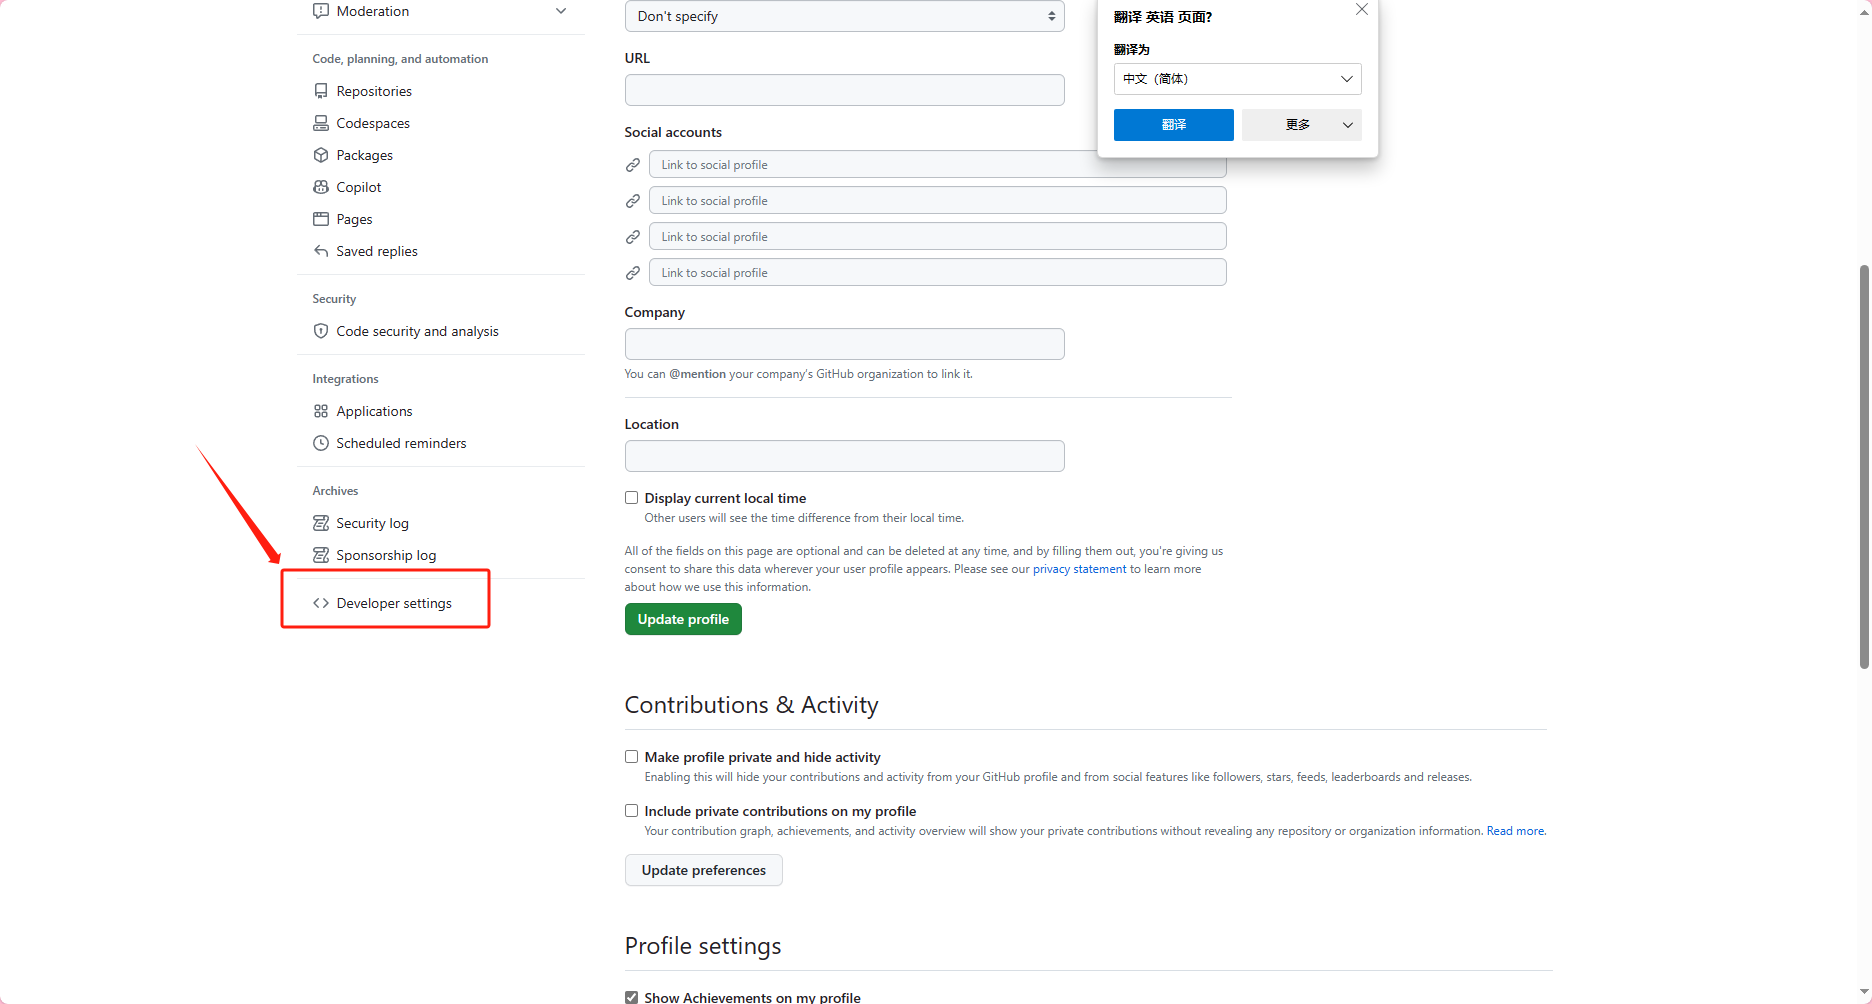 Moderation
Code, planning, and automation
Repositories
Codespaces
Packages
Copilot
Pages
Saved replies
Security
Code security and analysis
Integrations
Applications
Scheduled reminders
Archives
Security log
Sponsorship log
Developer settings
Don't specify
URL
Social accounts
Link to social profile
Link to social profile
Link to social profile
Link to social profile
Company
You can @mention your company's GitHub organization to link it.
Location
Display current local time
Other users will see the time difference from their local time.
All of the fields on this page are optional and can be deleted at any time, and by filling them out, you're giving us
consent to share this data wherever your user profile appears. Please see our privacy statement to learn more
about how we use this information.
Update profile
Contributions & Activity
Make profile private and hide activity
Enabling this will hide your contributions and activity from your GitHub profile and from social features like followers, stars, feeds, leaderboards and releases.
Include private contributions on my profile
Your contribution graph, achievements, and activity overview will show your private contributions without revealing any repository or organization information. Read more.
Update preferences
Profile settings
Show Achievements on my profile
翻译 英语 页面?
翻译为
中文（简体）
翻译
更多